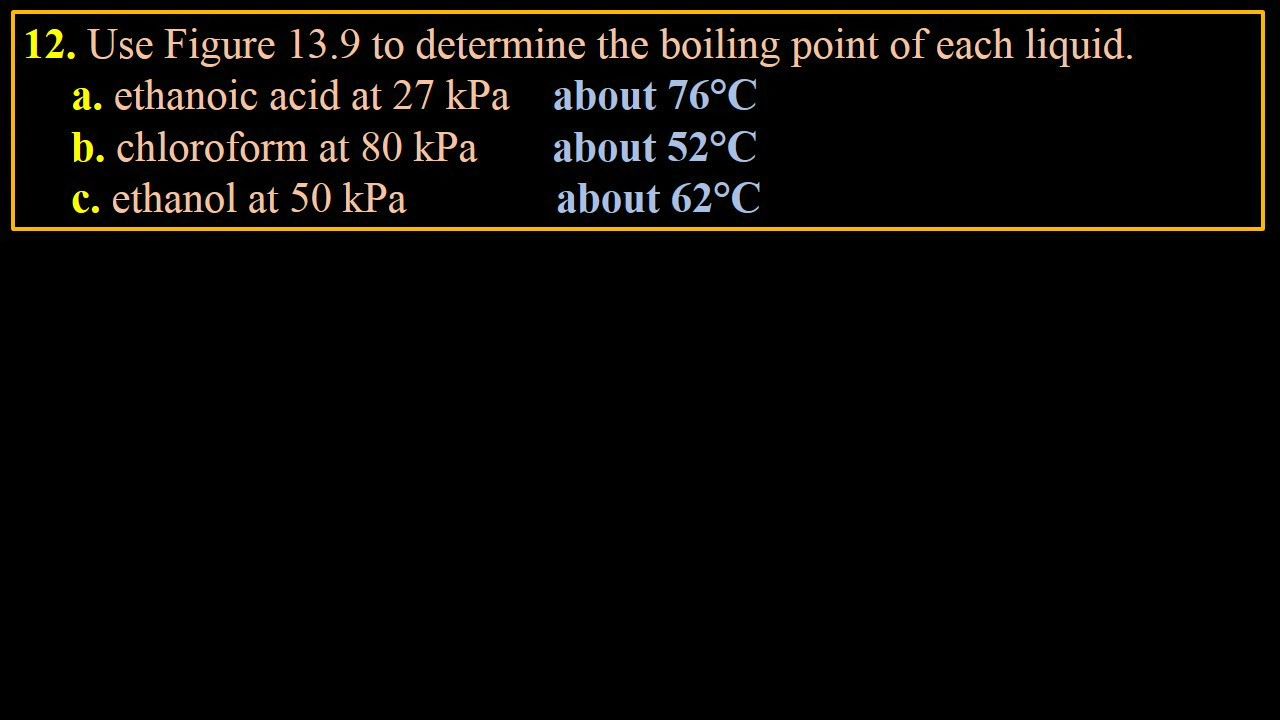 12. Use Figure 13.9 to determine the boiling point of each liquid.
a. ethanoic acid at 27 kPa about 76°C
b. chloroform at 80 kPa about 52°C
c. ethanol at 50 kPa about 62°C